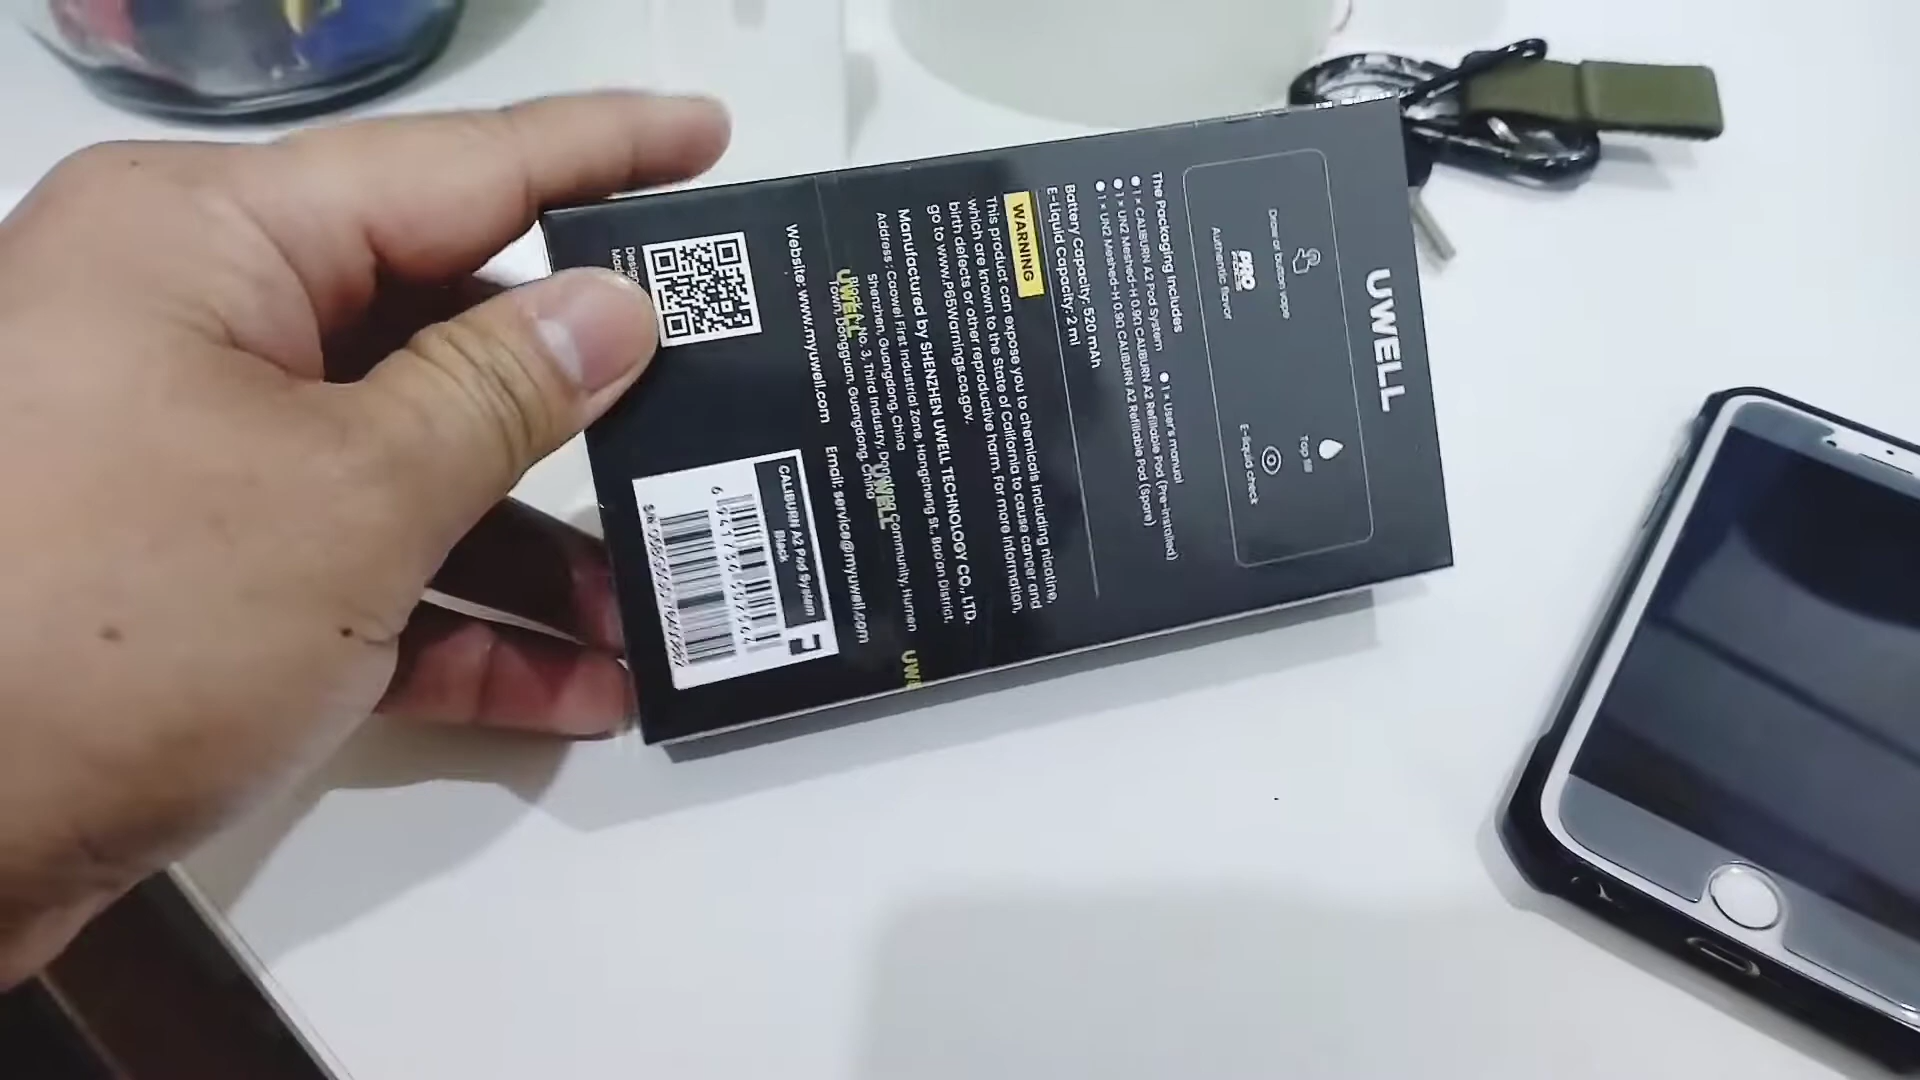 UWELL
Draw or button vape
Top fill
PRO
Authentic flavor
E-liquid check
The Packaging Includes
● 1 × CALIBURN A2 Pod System
● 1 × User's manual
● 1 × UN2 Meshed-H 0.9Ω CALIBURN A2 Refillable Pod (Pre-installed)
● 1 × UN2 Meshed-H 0.9Ω CALIBURN A2 Refillable Pod (Spare)
Battery Capacity: 520 mAh
E-Liquid Capacity: 2 ml
WARNING
This product can expose you to chemicals including nicotine,
which are known to the State of California to cause cancer and
birth defects or other reproductive harm. For more information,
go to www.P65Warnings.ca.gov.
Manufactured by SHENZHEN UWELL TECHNOLOGY CO., LTD.
Address : Caowei First Industrial Zone, Hangcheng St., Baoan District,
Shenzhen, Guangdong, China
Block A, No. 3, Third Industry, Community, Humen
Town, Dongguan, Guangdong, China
UWELL
UWELL
UWE
Website: www.myuwell.com
Email: service@myuwell.com
CALIBURN A2 Pod System
Black
S/N